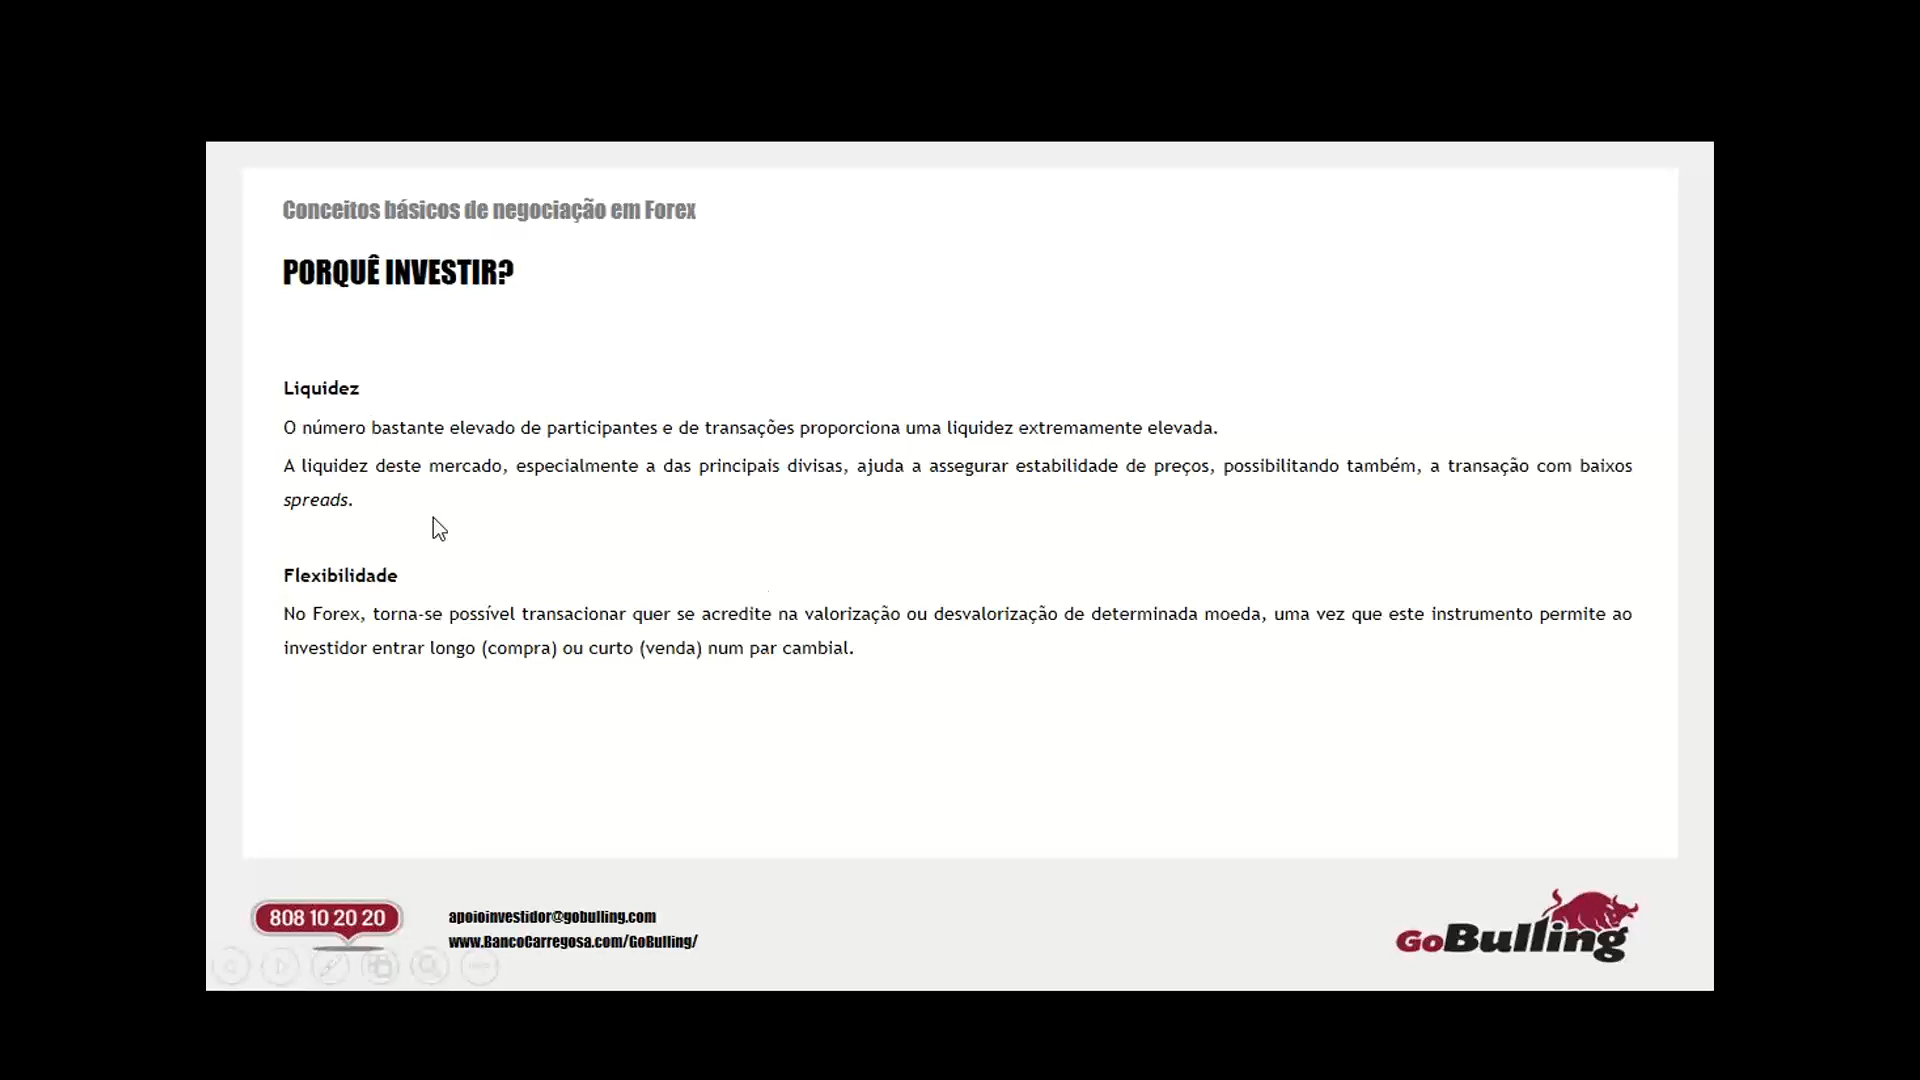 Conceitos básicos de negociação em Forex
PORQUÊ INVESTIR?
Liquidez
O número bastante elevado de participantes e de transações proporciona uma liquidez extremamente elevada.
A liquidez deste mercado, especialmente a das principais divisas, ajuda a assegurar estabilidade de preços, possibilitando também, a transação com baixos
spreads.
Flexibilidade
No Forex, torna-se possível transacionar quer se acredite na valorização ou desvalorização de determinada moeda, uma vez que este instrumento permite ao
investidor entrar longo (compra) ou curto (venda) num par cambial.
808 10 20 20
apoioinvestidor@gobulling.com
www.BancoCarregosa.com/GoBulling/
GoBulling